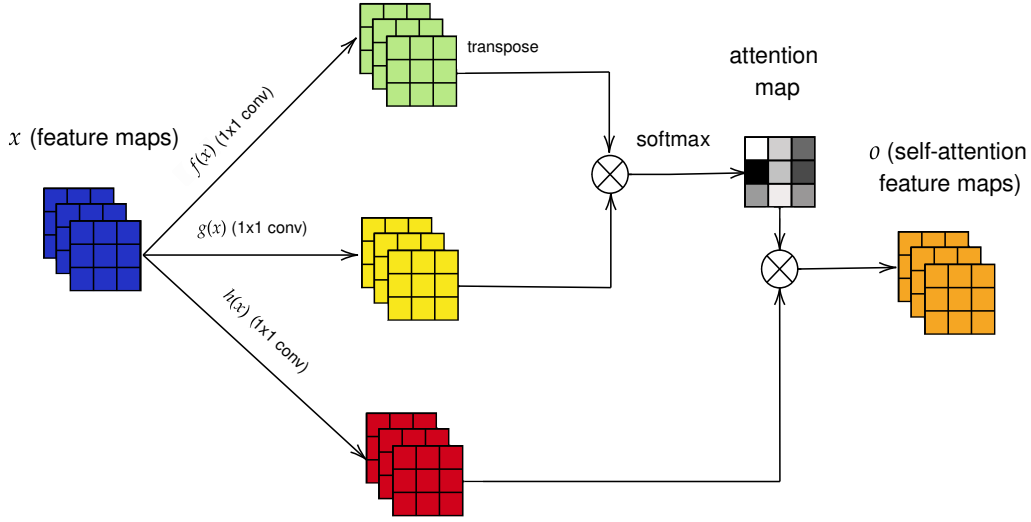 transpose
attention
map
x (feature maps)
f(x) (1x1 conv)
softmax
o (self-attention
feature maps)
g(x) (1x1 conv)
h(x) (1x1 conv)